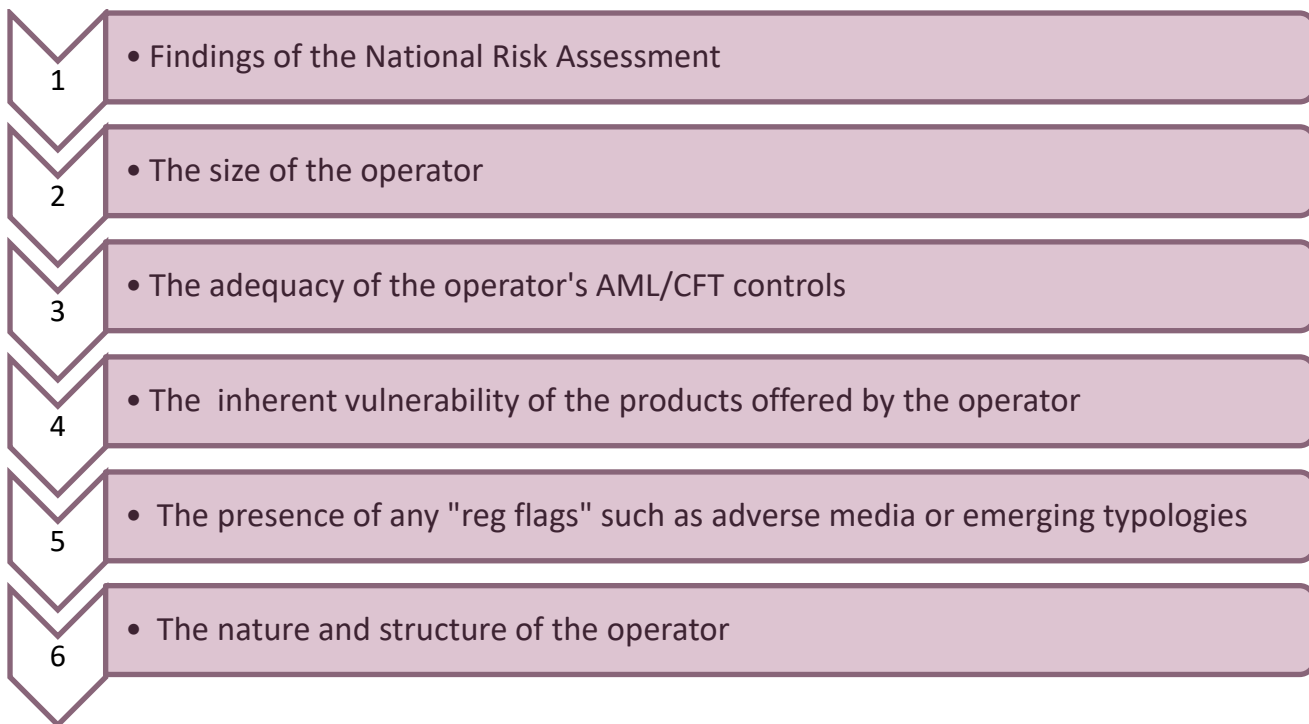 1
• Findings of the National Risk Assessment
2
• The size of the operator
3
• The adequacy of the operator's AML/CFT controls
4
• The  inherent vulnerability of the products offered by the operator
5
• The presence of any "reg flags" such as adverse media or emerging typologies
6
• The nature and structure of the operator